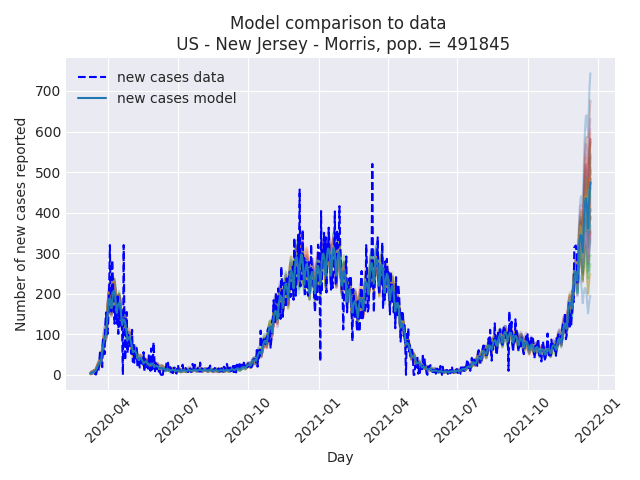 Model comparison to data
US - New Jersey - Morris, pop. = 491845
new cases data
new cases model
Number of new cases reported
700
600
500
400
300
200
100
0
2020-04
2020-07
2020-10
2021-01
2021-04
2021-07
2021-10
2022-01
Day